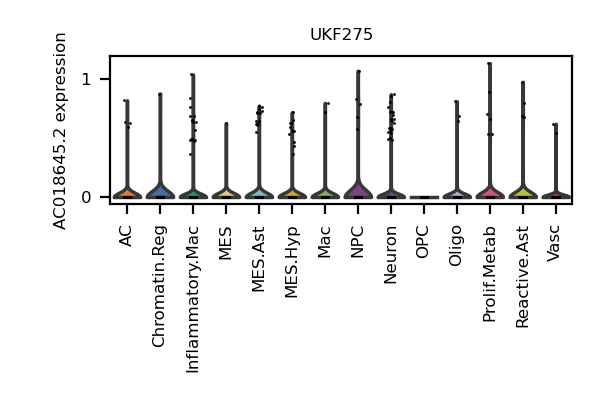 UKF275
AC018645.2 expression
1
0
AC
Chromatin.Reg
Inflammatory.Mac
MES
MES.Ast
MES.Hyp
Mac
NPC
Neuron
OPC
Oligo
Prolif.Metab
Reactive.Ast
Vasc